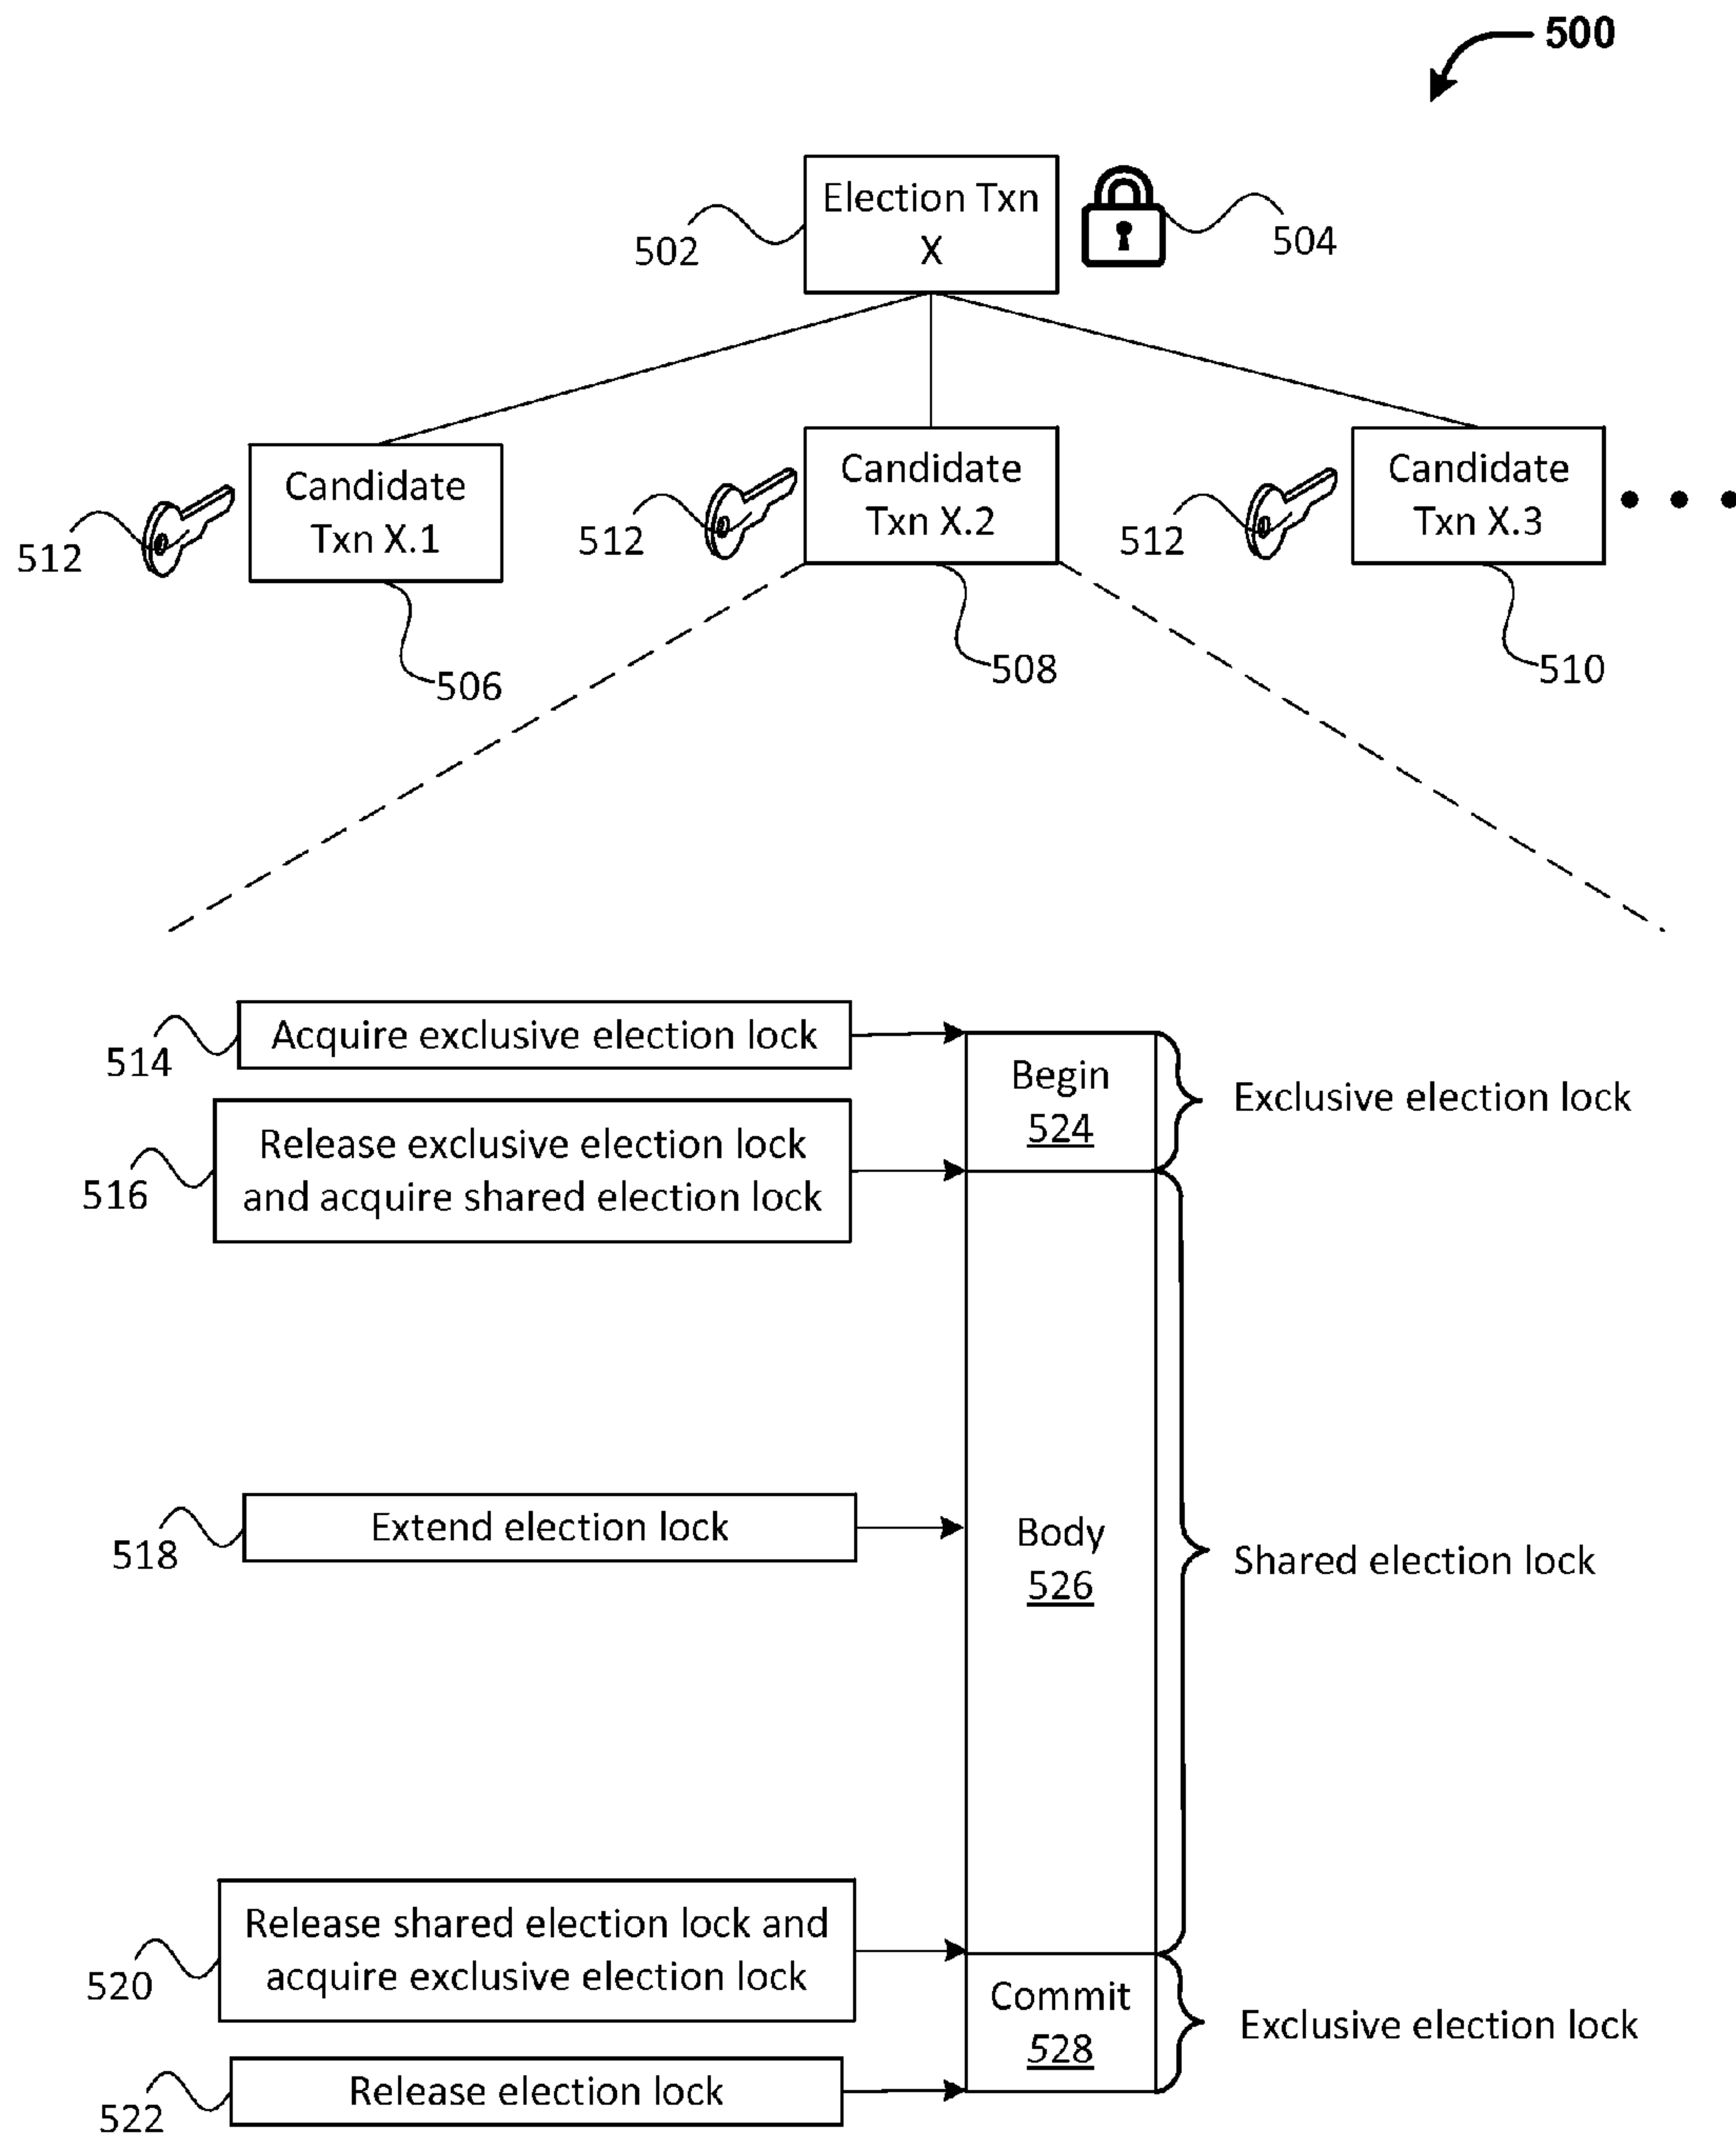 500
Election Txn
X
502
504
Candidate
Txn X.1
512
Candidate
Txn X.2
512
Candidate
Txn X.3
512
506
508
510
Acquire exclusive election lock
514
Begin
524
Exclusive election lock
Release exclusive election lock
and acquire shared election lock
516
Extend election lock
518
Body
526
Shared election lock
Release shared election lock and
acquire exclusive election lock
520
Commit
528
Exclusive election lock
Release election lock
522